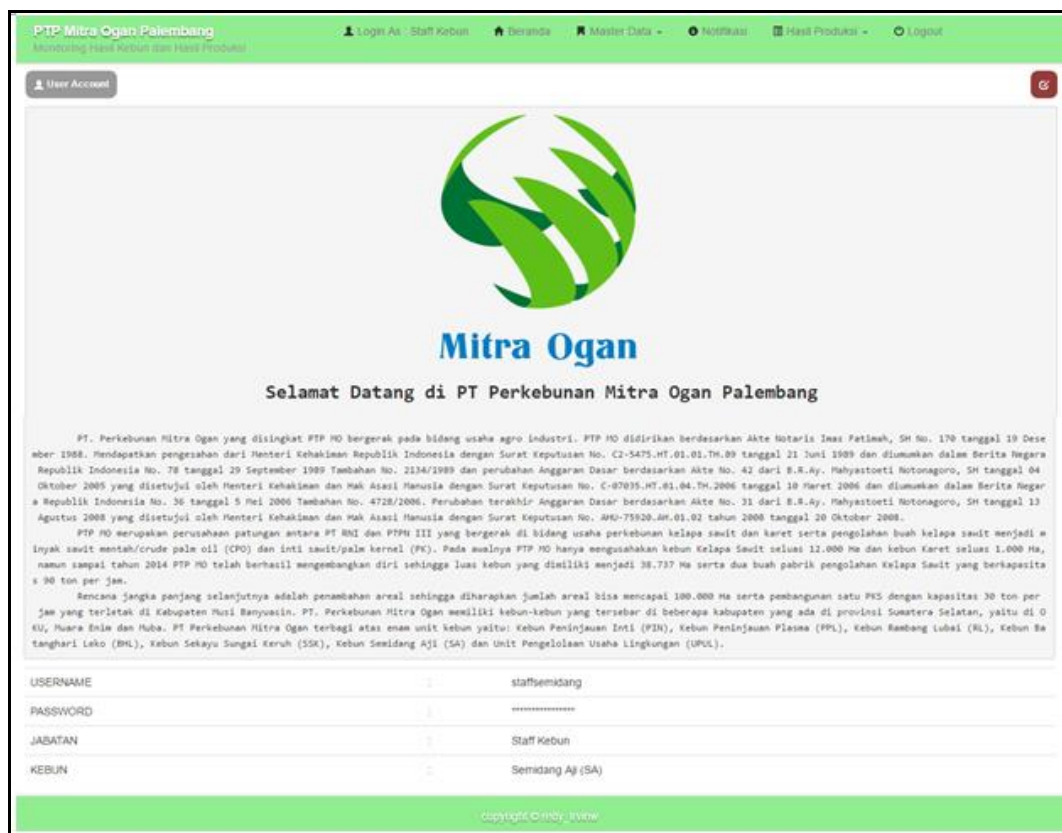 PTP Mitra Ogan Palembang
Login As : Staff Kebun Beranda Master Data Notifikasi Hasil Produksi Logout
Monitoring Hasil Kebun dan Hasil Produksi
User Account
Mitra Ogan
Selamat Datang di PT Perkebunan Mitra Ogan Palembang
PT. Perkebunan Mitra Ogan yang disingkat PTP MO bergerak pada bidang usaha agro industri. PTP MO didirikan berdasarkan Akte Notaris Imas Fatimah, SH No. 170 tanggal 19 Dese
mber 1988. Mendapatkan pengesahan dari Menteri Kehakiman Republik Indonesia dengan Surat Keputusan No. C2-5475.HT.01.01.TH.89 tanggal 21 Juni 1989 dan diumumkan dalam Berita Negara
Republik Indonesia No. 78 tanggal 29 September 1989 Tambahan No. 2134/1989 dan perubahan Anggaran Dasar berdasarkan Akte No. 42 dari B.R.Ay. Mahyastoeti Notonagoro, SH tanggal 04
Oktober 2005 yang disetujui oleh Menteri Kehakiman dan Hak Asasi Manusia dengan Surat Keputusan No. C-07035.HT.01.04.TH.2006 tanggal 10 Maret 2006 dan diumumkan dalam Berita Negar
a Republik Indonesia No. 36 tanggal 5 Mei 2006 Tambahan No. 4728/2006. Perubahan terakhir Anggaran Dasar berdasarkan Akte No. 31 dari B.R.Ay. Mahyastoeti Notonagoro, SH tanggal 13
Agustus 2008 yang disetujui oleh Menteri Kehakiman dan Hak Asasi Manusia dengan Surat Keputusan No. AHU-75920.AH.01.02 tahun 2008 tanggal 20 Oktober 2008.
PTP MO merupakan perusahaan patungan antara PT RNI dan PTPN III yang bergerak di bidang usaha perkebunan kelapa sawit dan karet serta pengolahan buah kelapa sawit menjadi m
inyak sawit mentah/crude palm oil (CPO) dan inti sawit/palm kernel (PK). Pada awalnya PTP MO hanya mengusahakan kebun Kelapa Sawit seluas 12.000 Ha dan kebun Karet seluas 1.000 Ha,
namun sampai tahun 2014 PTP MO telah berhasil mengembangkan diri sehingga luas kebun yang dimiliki menjadi 38.737 Ha serta dua buah pabrik pengolahan Kelapa Sawit yang berkapasita
s 90 ton per jam.
Rencana jangka panjang selanjutnya adalah penambahan areal sehingga diharapkan jumlah areal bisa mencapai 100.000 Ha serta pembangunan satu PKS dengan kapasitas 30 ton per
jam yang terletak di Kabupaten Musi Banyuasin. PT. Perkebunan Mitra Ogan memiliki kebun-kebun yang tersebar di beberapa kabupaten yang ada di provinsi Sumatera Selatan, yaitu di O
KU, Muara Enim dan Muba. PT Perkebunan Mitra Ogan terbagi atas enam unit kebun yaitu: Kebun Peninjauan Inti (PIN), Kebun Peninjauan Plasma (PPL), Kebun Rambang Lubai (RL), Kebun Ba
tanghari Leko (BHL), Kebun Sekayu Sungai Keruh (SSK), Kebun Semidang Aji (SA) dan Unit Pengelolaan Usaha Lingkungan (UPUL).
USERNAME : staffsemidang
PASSWORD : ****************
JABATAN : Staff Kebun
KEBUN : Semidang Aji (SA)
copyright ©